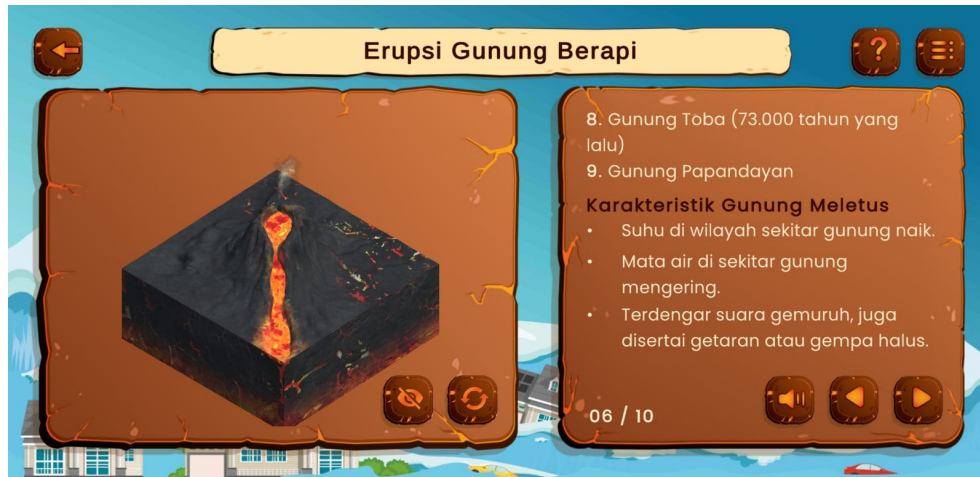 Erupsi Gunung Berapi
8. Gunung Toba (73.000 tahun yang
lalu)
9. Gunung Papandayan
Karakteristik Gunung Meletus
• Suhu di wilayah sekitar gunung naik.
• Mata air di sekitar gunung
mengering.
• Terdengar suara gemuruh, juga
disertai getaran atau gempa halus.
06 / 10